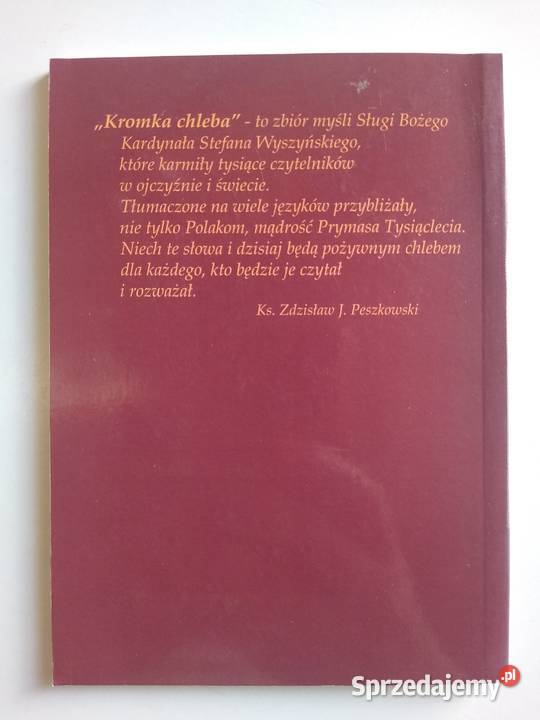 „Kromka chleba” - to zbiór myśli Sługi Bożego
Kardynała Stefana Wyszyńskiego,
które karmiły tysiące czytelników
w ojczyźnie i świecie.
Tłumaczone na wiele języków przybliżały,
nie tylko Polakom, mądrość Prymasa Tysiąclecia.
Niech te słowa i dzisiaj będą pożywnym chlebem
dla każdego, kto będzie je czytał
i rozważał.
Ks. Zdzisław J. Peszkowski
Sprzedajemy.pl